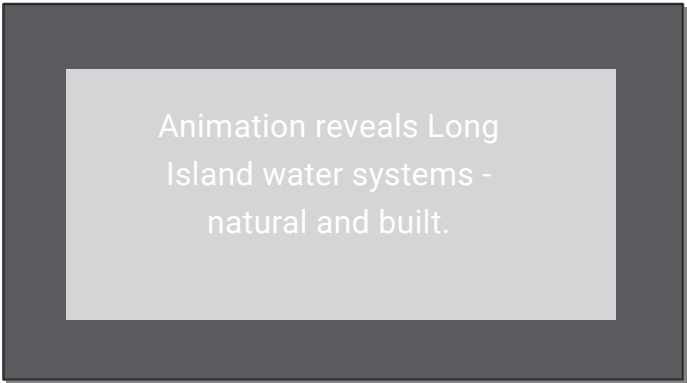 Animation reveals Long
Island water systems -
natural and built.